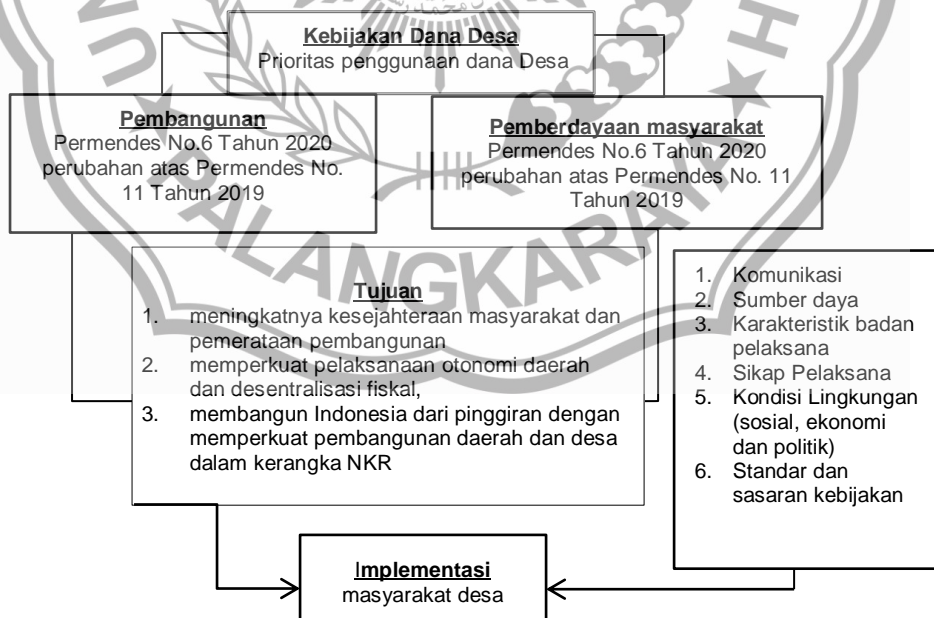 Kebijakan Dana Desa
Prioritas penggunaan dana Desa
Pembangunan
Permendes No.6 Tahun 2020
perubahan atas Permendes No.
11 Tahun 2019
Pemberdayaan masyarakat
Permendes No.6 Tahun 2020
perubahan atas Permendes No. 11
Tahun 2019
Tujuan
1. meningkatnya kesejahteraan masyarakat dan
pemerataan pembangunan
2. memperkuat pelaksanaan otonomi daerah
dan desentralisasi fiskal,
3. membangun Indonesia dari pinggiran dengan
memperkuat pembangunan daerah dan desa
dalam kerangka NKR
1. Komunikasi
2. Sumber daya
3. Karakteristik badan
pelaksana
4. Sikap Pelaksana
5. Kondisi Lingkungan
(sosial, ekonomi
dan politik)
6. Standar dan
sasaran kebijakan
Implementasi
masyarakat desa
PALANGKARAYA